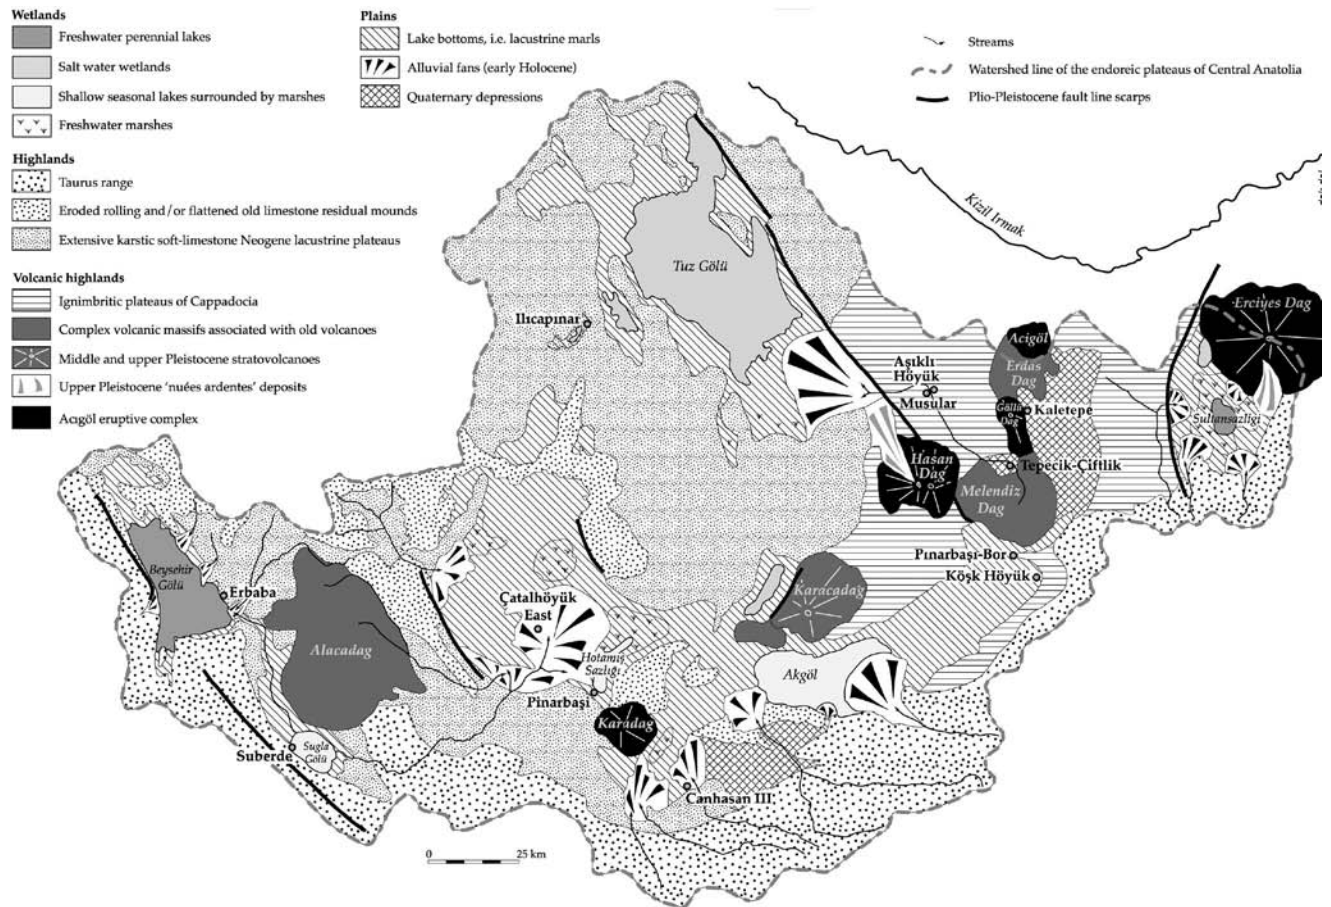 Wetlands
Freshwater perennial lakes
Salt water wetlands
Shallow seasonal lakes surrounded by marshes
Freshwater marshes
Highlands
Taurus range
Eroded rolling and/or flattened old limestone residual mounds
Extensive karstic soft-limestone Neogene lacustrine plateaus
Volcanic highlands
Ignimbritic plateaus of Cappadocia
Complex volcanic massifs associated with old volcanoes
Middle and upper Pleistocene stratovolcanoes
Upper Pleistocene 'nuées ardentes' deposits
Acıgöl eruptive complex
Plains
Lake bottoms, i.e. lacustrine marls
Alluvial fans (early Holocene)
Quaternary depressions
Streams
Watershed line of the endoreic plateaus of Central Anatolia
Plio-Pleistocene fault line scarps
Kizil Irmak
Tuz Gölü
Ilıcapınar
Erciyes Dag
Acigöl
Erdas
Dag
Aşıklı
Höyük
Musular
Göllü
Dag
Kaletepe
Sultansazligi
Hasan
Dag
Tepecik-Çiftlik
Melendiz
Dag
Pınarbaşı-Bor
Köşk Höyük
Beysehir
Gölü
Erbaba
Çatalhöyük
East
Karacadag
Alacadag
Hotamış
Sazlığı
Akgöl
Pinarbaşı
Karadag
Suberde
Sugla
Gölü
Canhasan III
0 25 km